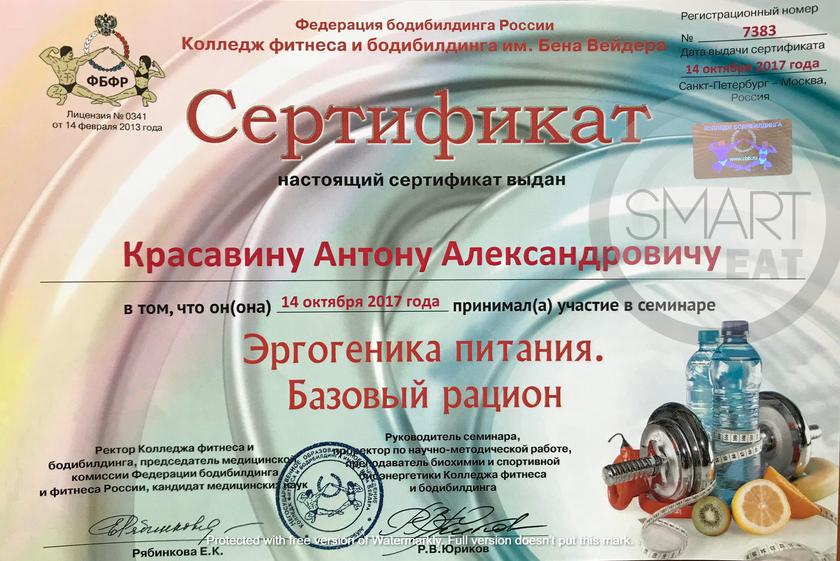 Федерация бодибилдинга России
Колледж фитнеса и бодибилдинга им. Бена Вейдера
Регистрационный номер
№ 7383
Дата выдачи сертификата
14 октября 2017 года
Санкт-Петербург – Москва,
Россия
ФБФР
Лицензия № 0341
от 14 февраля 2013 года
Сертификат
КОЛЛЕДЖ БОДИБИЛДИНГА
www.cbb.ru
настоящий сертификат выдан
SMART
EAT
Красавину Антону Александровичу
в том, что он(она) 14 октября 2017 года принимал(а) участие в семинаре
Эргогеника питания.
Базовый рацион
Ректор Колледжа фитнеса и
бодибилдинга, председатель медицинской
комиссии Федерации бодибилдинга
и фитнеса России, кандидат медицинских наук
Рябинкова Е.К.
Руководитель семинара,
проректор по научно-методической работе,
преподаватель биохимии и спортивной
биоэнергетики Колледжа фитнеса
и бодибилдинга
Р.В.Юриков
Protected with free version of Watermarkly. Full version doesn't put this mark.